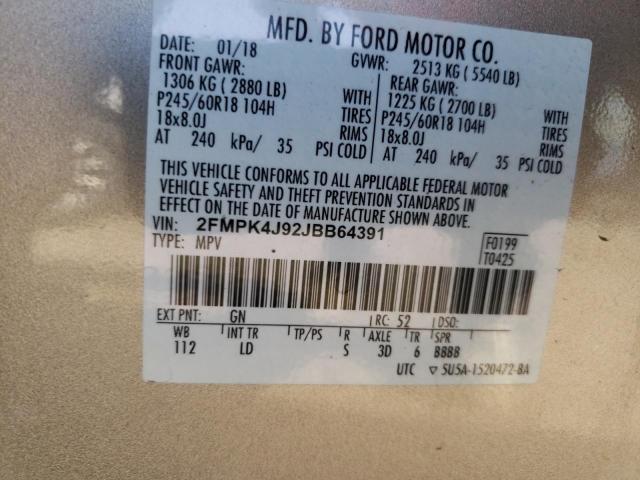 MFD. BY FORD MOTOR CO.
DATE: 01/18 GVWR: 2513 KG ( 5540 LB)
FRONT GAWR: REAR GAWR:
1306 KG ( 2880 LB) WITH 1225 KG ( 2700 LB) WITH
P245/60R18 104H TIRES P245/60R18 104H TIRES
18x8.0J RIMS 18x8.0J RIMS
AT 240 kPa/ 35 PSI COLD AT 240 kPa/ 35 PSI COLD
THIS VEHICLE CONFORMS TO ALL APPLICABLE FEDERAL MOTOR
VEHICLE SAFETY AND THEFT PREVENTION STANDARDS IN
EFFECT ON THE DATE OF MANUFACTURE SHOWN ABOVE.
VIN: 2FMPK4J92JBB64391
TYPE: MPV
F0199
T0425
EXT PNT: GN RC: 52 DSO:
WB INT TR TP/PS R AXLE TR SPR
112 LD S 3D 6 BBBB
UTC 5U5A-1520472-BA